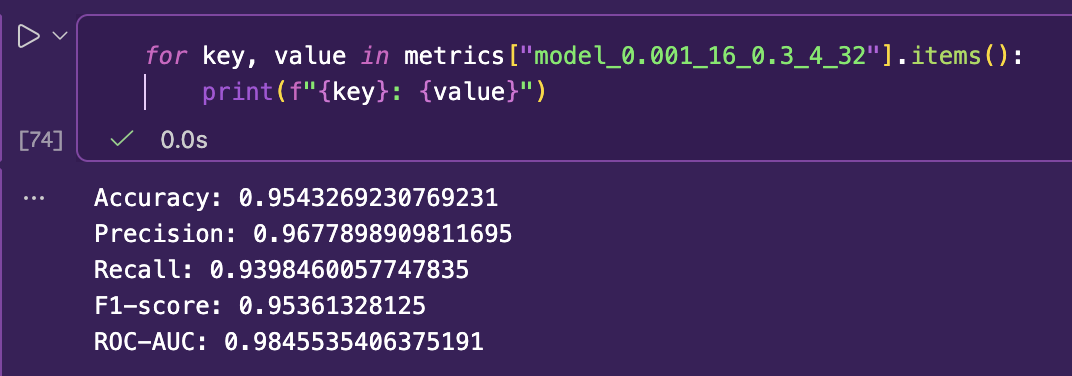 for key, value in metrics["model_0.001_16_0.3_4_32"].items():
print(f"{key}: {value}")
[74]
0.0s
...
Accuracy: 0.9543269230769231
Precision: 0.9677898909811695
Recall: 0.9398460057747835
F1-score: 0.95361328125
ROC-AUC: 0.9845535406375191